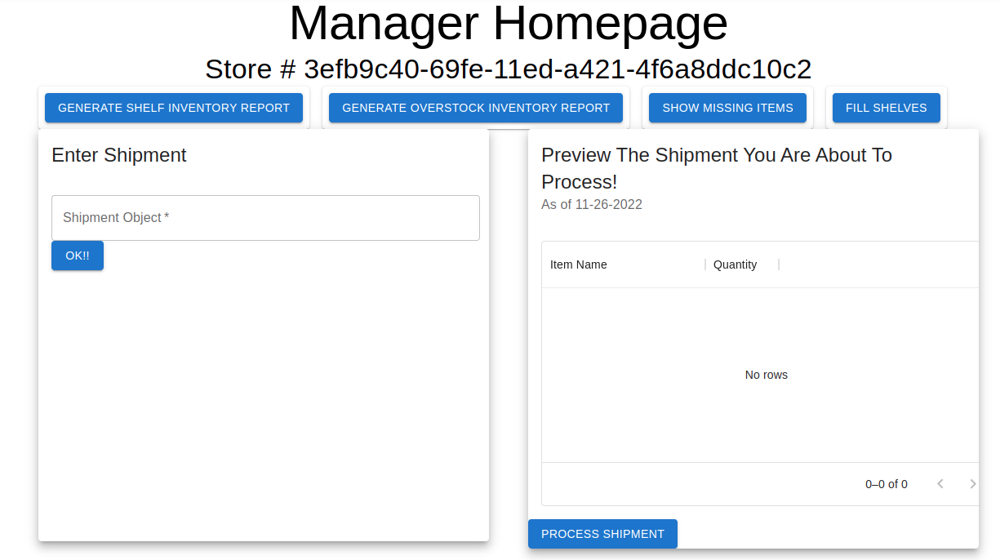 Manager Homepage
Store # 3efb9c40-69fe-11ed-a421-4f6a8ddc10c2
GENERATE SHELF INVENTORY REPORT
GENERATE OVERSTOCK INVENTORY REPORT
SHOW MISSING ITEMS
FILL SHELVES
Enter Shipment
Shipment Object *
OK!!
Preview The Shipment You Are About To
Process!
As of 11-26-2022
Item Name
Quantity
No rows
0–0 of 0
PROCESS SHIPMENT